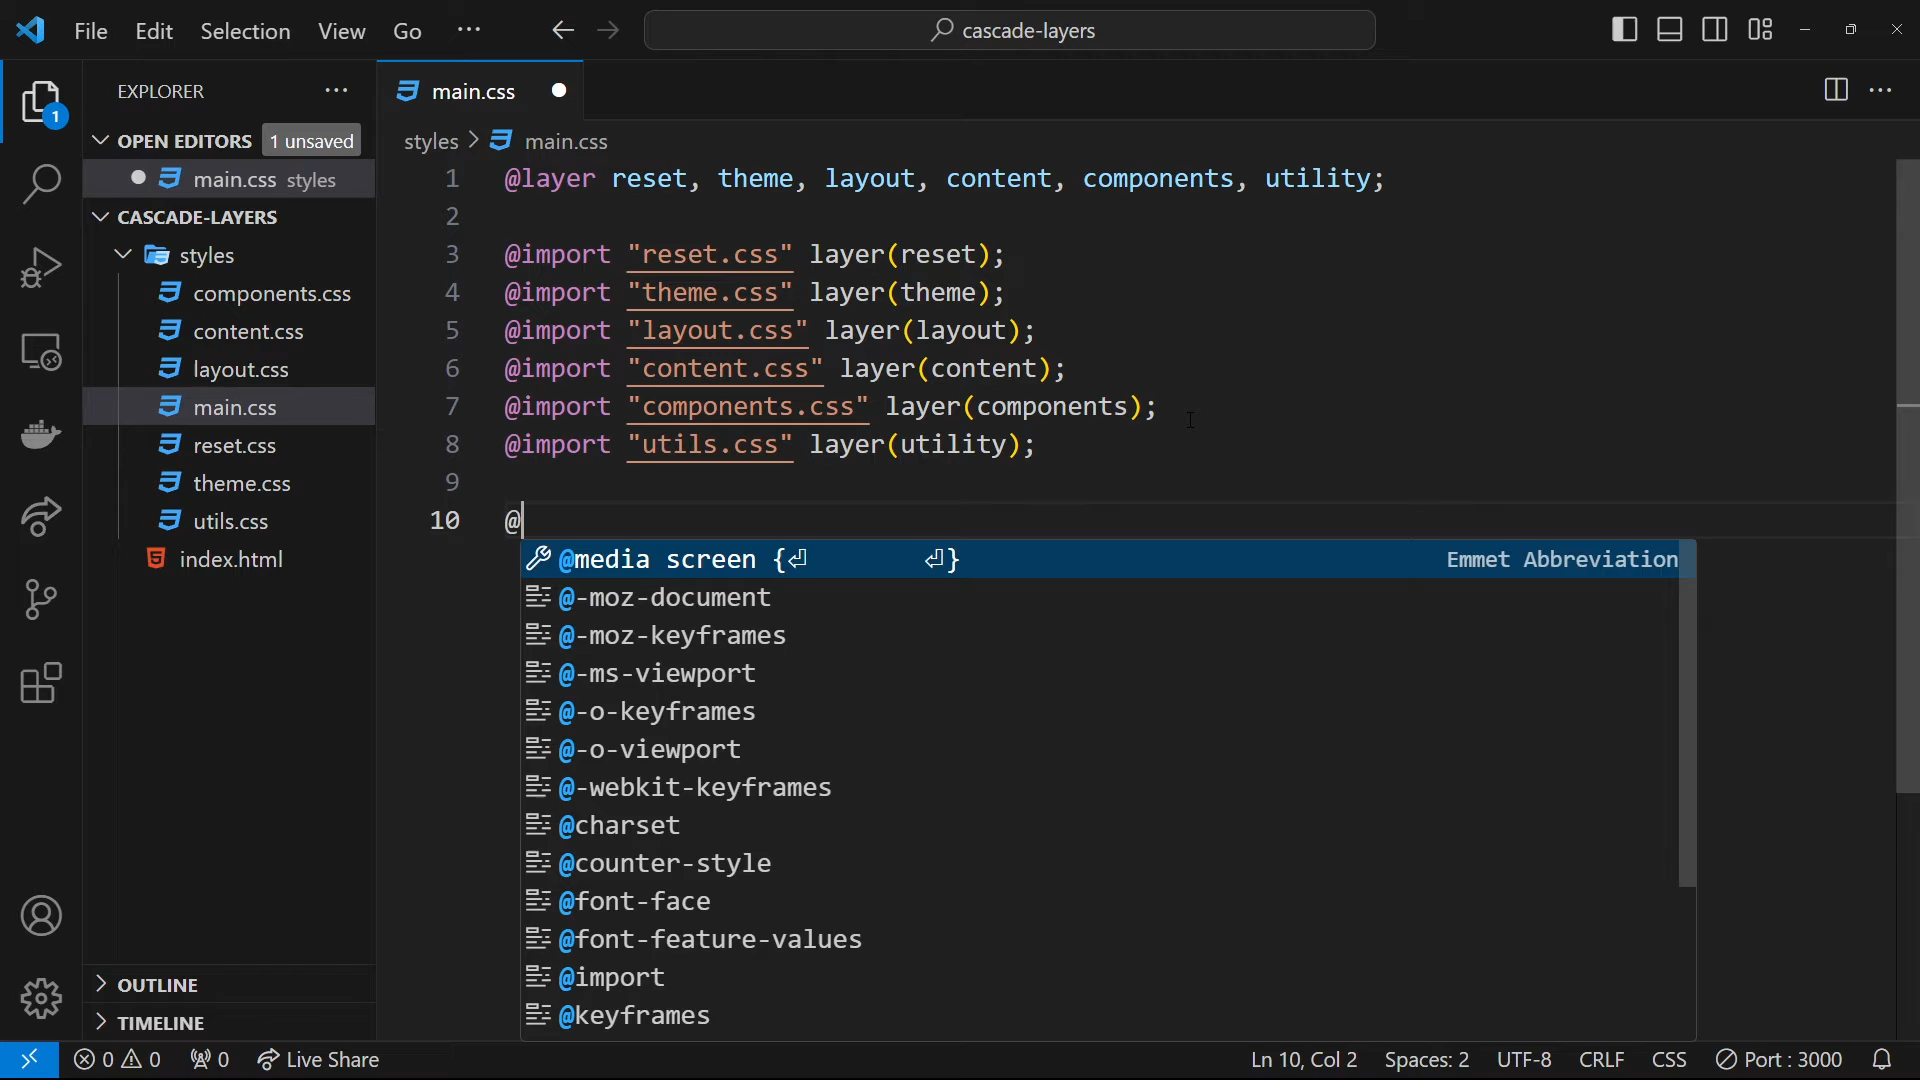 File Edit Selection View Go ··· ← → cascade-layers
EXPLORER ···
OPEN EDITORS 1 unsaved
main.css styles
CASCADE-LAYERS
styles
components.css
content.css
layout.css
main.css
reset.css
theme.css
utils.css
index.html
OUTLINE
TIMELINE
1
main.css
styles > main.css
1 @layer reset, theme, layout, content, components, utility;
2
3 @import "reset.css" layer(reset);
4 @import "theme.css" layer(theme);
5 @import "layout.css" layer(layout);
6 @import "content.css" layer(content);
7 @import "components.css" layer(components);
8 @import "utils.css" layer(utility);
9
10 @
@media screen {⏎ ⏎} Emmet Abbreviation
@-moz-document
@-moz-keyframes
@-ms-viewport
@-o-keyframes
@-o-viewport
@-webkit-keyframes
@charset
@counter-style
@font-face
@font-feature-values
@import
@keyframes
0 0 0 Live Share Ln 10, Col 2 Spaces: 2 UTF-8 CRLF CSS Port : 3000